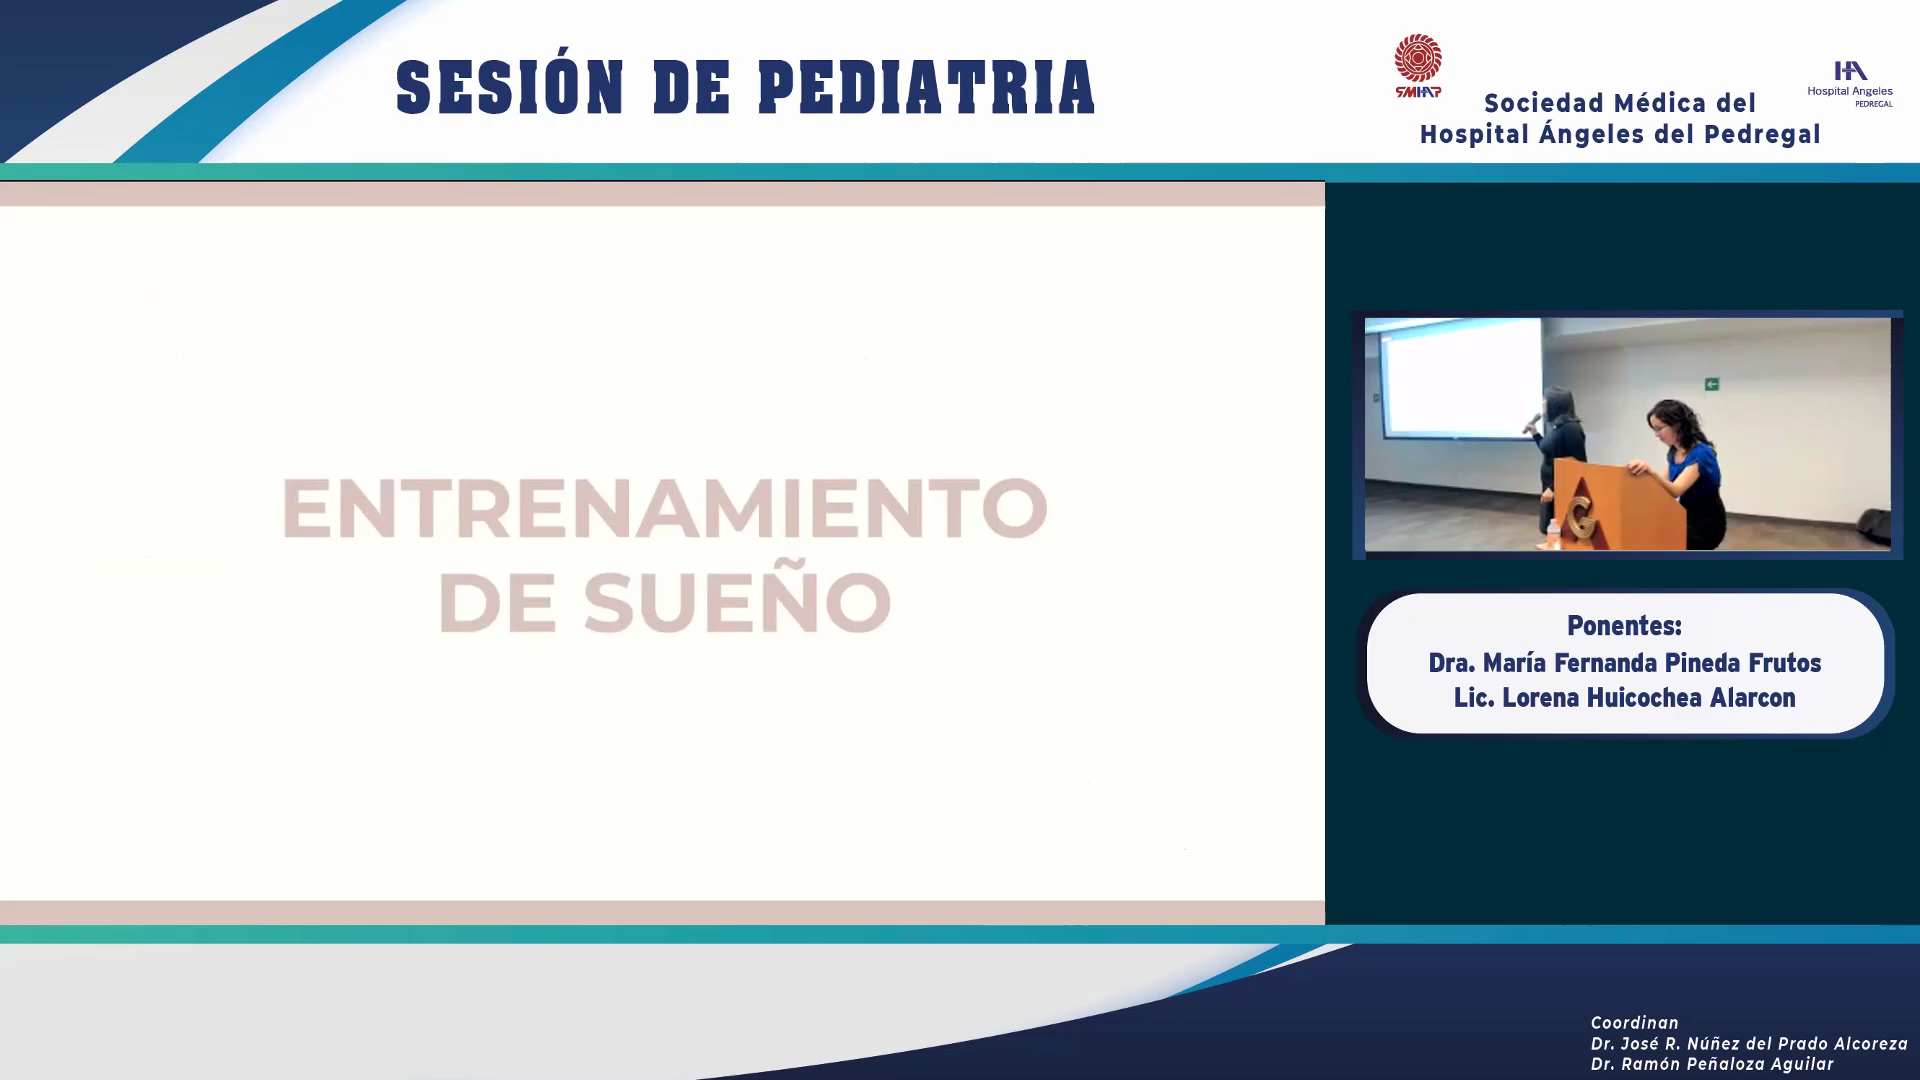 SESIÓN DE PEDIATRIA
SMHAP
Sociedad Médica del
Hospital Ángeles del Pedregal
HA
Hospital Angeles
PEDREGAL
ENTRENAMIENTO
DE SUEÑO
Ponentes:
Dra. María Fernanda Pineda Frutos
Lic. Lorena Huicochea Alarcon
Coordinan
Dr. José R. Núñez del Prado Alcoreza
Dr. Ramón Peñaloza Aguilar